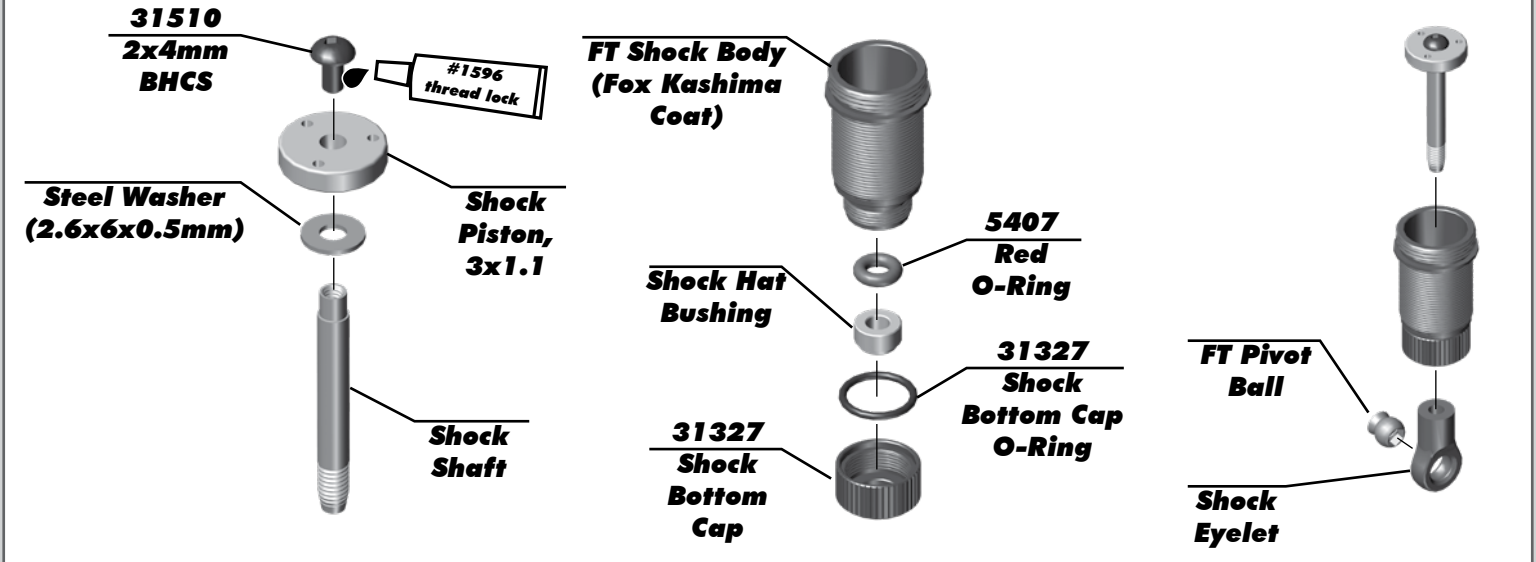 31510
2x4mm
BHCS
#1596
thread lock
Steel Washer
(2.6x6x0.5mm)
Shock
Piston,
3x1.1
Shock
Shaft
FT Shock Body
(Fox Kashima
Coat)
5407
Red
O-Ring
Shock Hat
Bushing
31327
Shock
Bottom Cap
O-Ring
31327
Shock
Bottom
Cap
FT Pivot
Ball
Shock
Eyelet